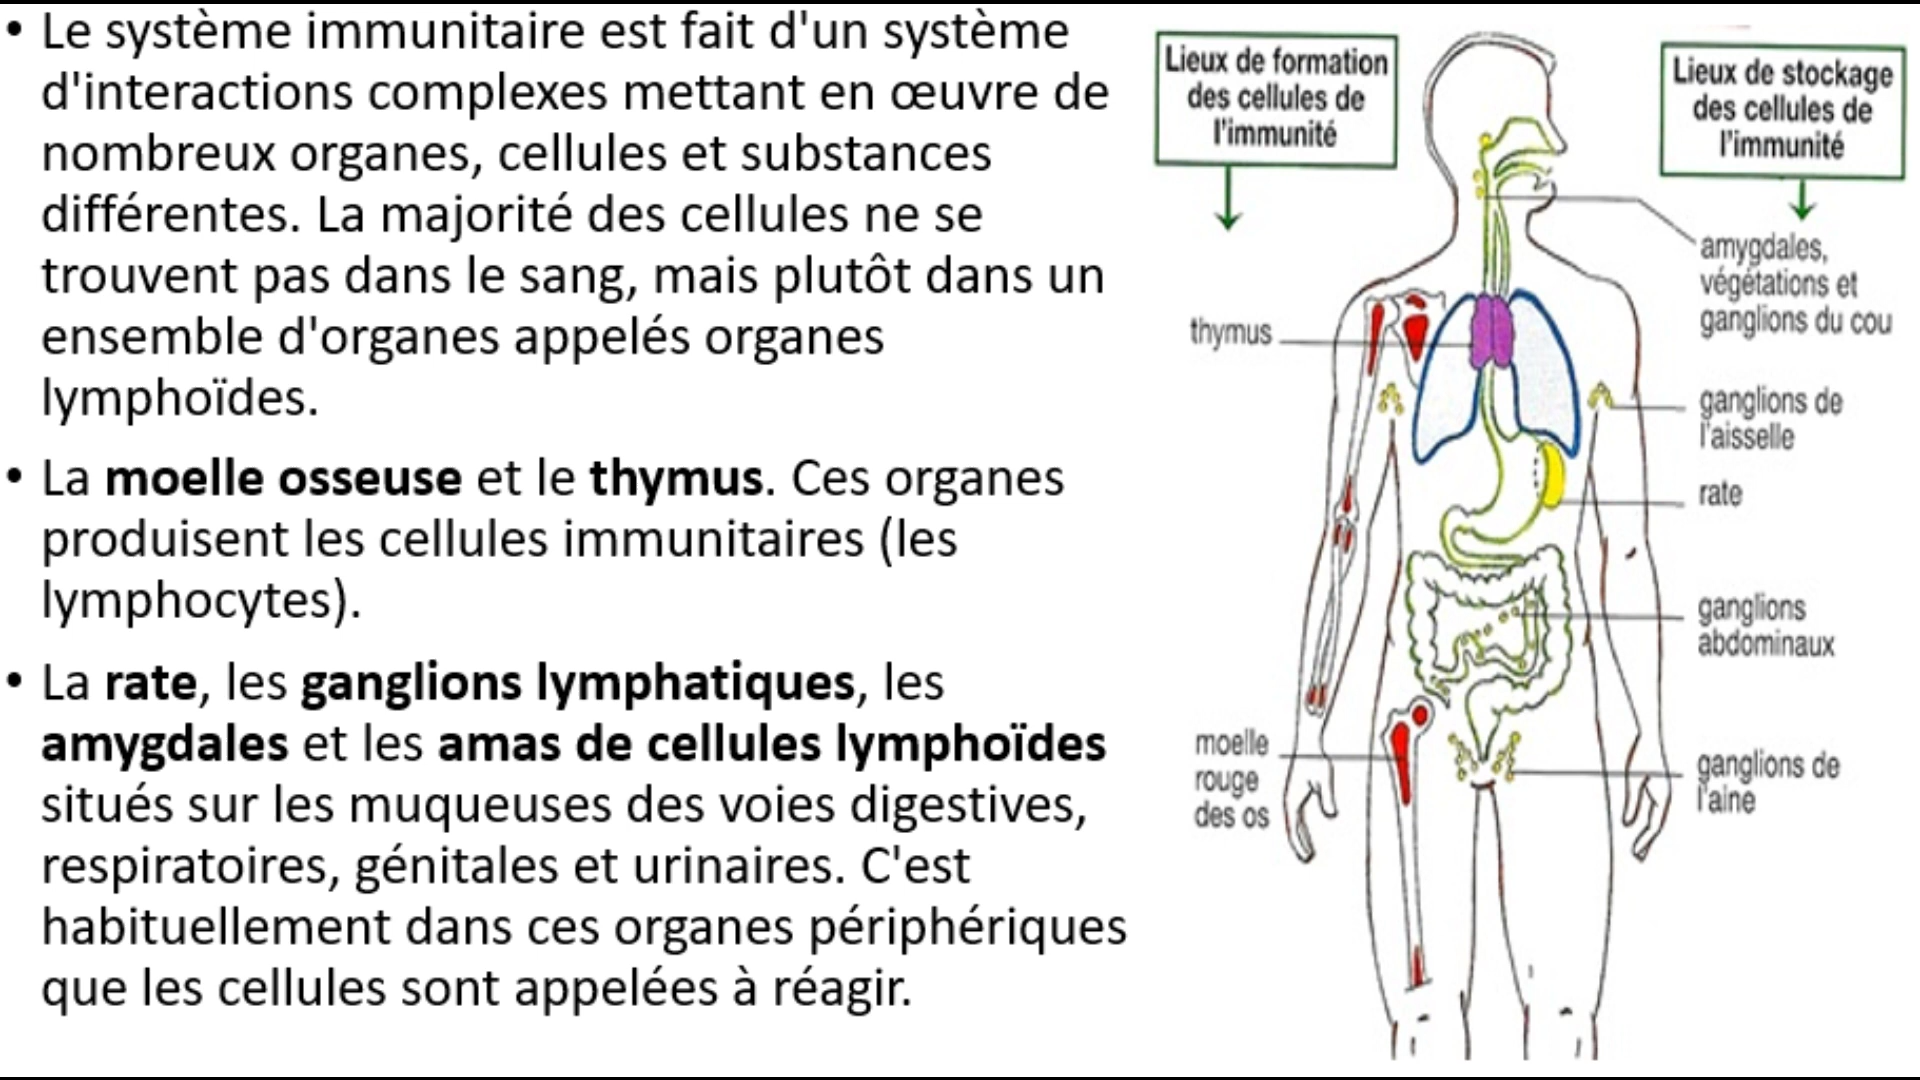 • Le système immunitaire est fait d'un système
d'interactions complexes mettant en œuvre de
nombreux organes, cellules et substances
différentes. La majorité des cellules ne se
trouvent pas dans le sang, mais plutôt dans un
ensemble d'organes appelés organes
lymphoïdes.
• La moelle osseuse et le thymus. Ces organes
produisent les cellules immunitaires (les
lymphocytes).
• La rate, les ganglions lymphatiques, les
amygdales et les amas de cellules lymphoïdes
situés sur les muqueuses des voies digestives,
respiratoires, génitales et urinaires. C'est
habituellement dans ces organes périphériques
que les cellules sont appelées à réagir.
Lieux de formation
des cellules de
l'immunité
thymus
moelle
rouge
des os
Lieux de stockage
des cellules de
l'immunité
amygdales,
végétations et
ganglions du cou
ganglions de
l'aisselle
rate
ganglions
abdominaux
ganglions de
l'aine